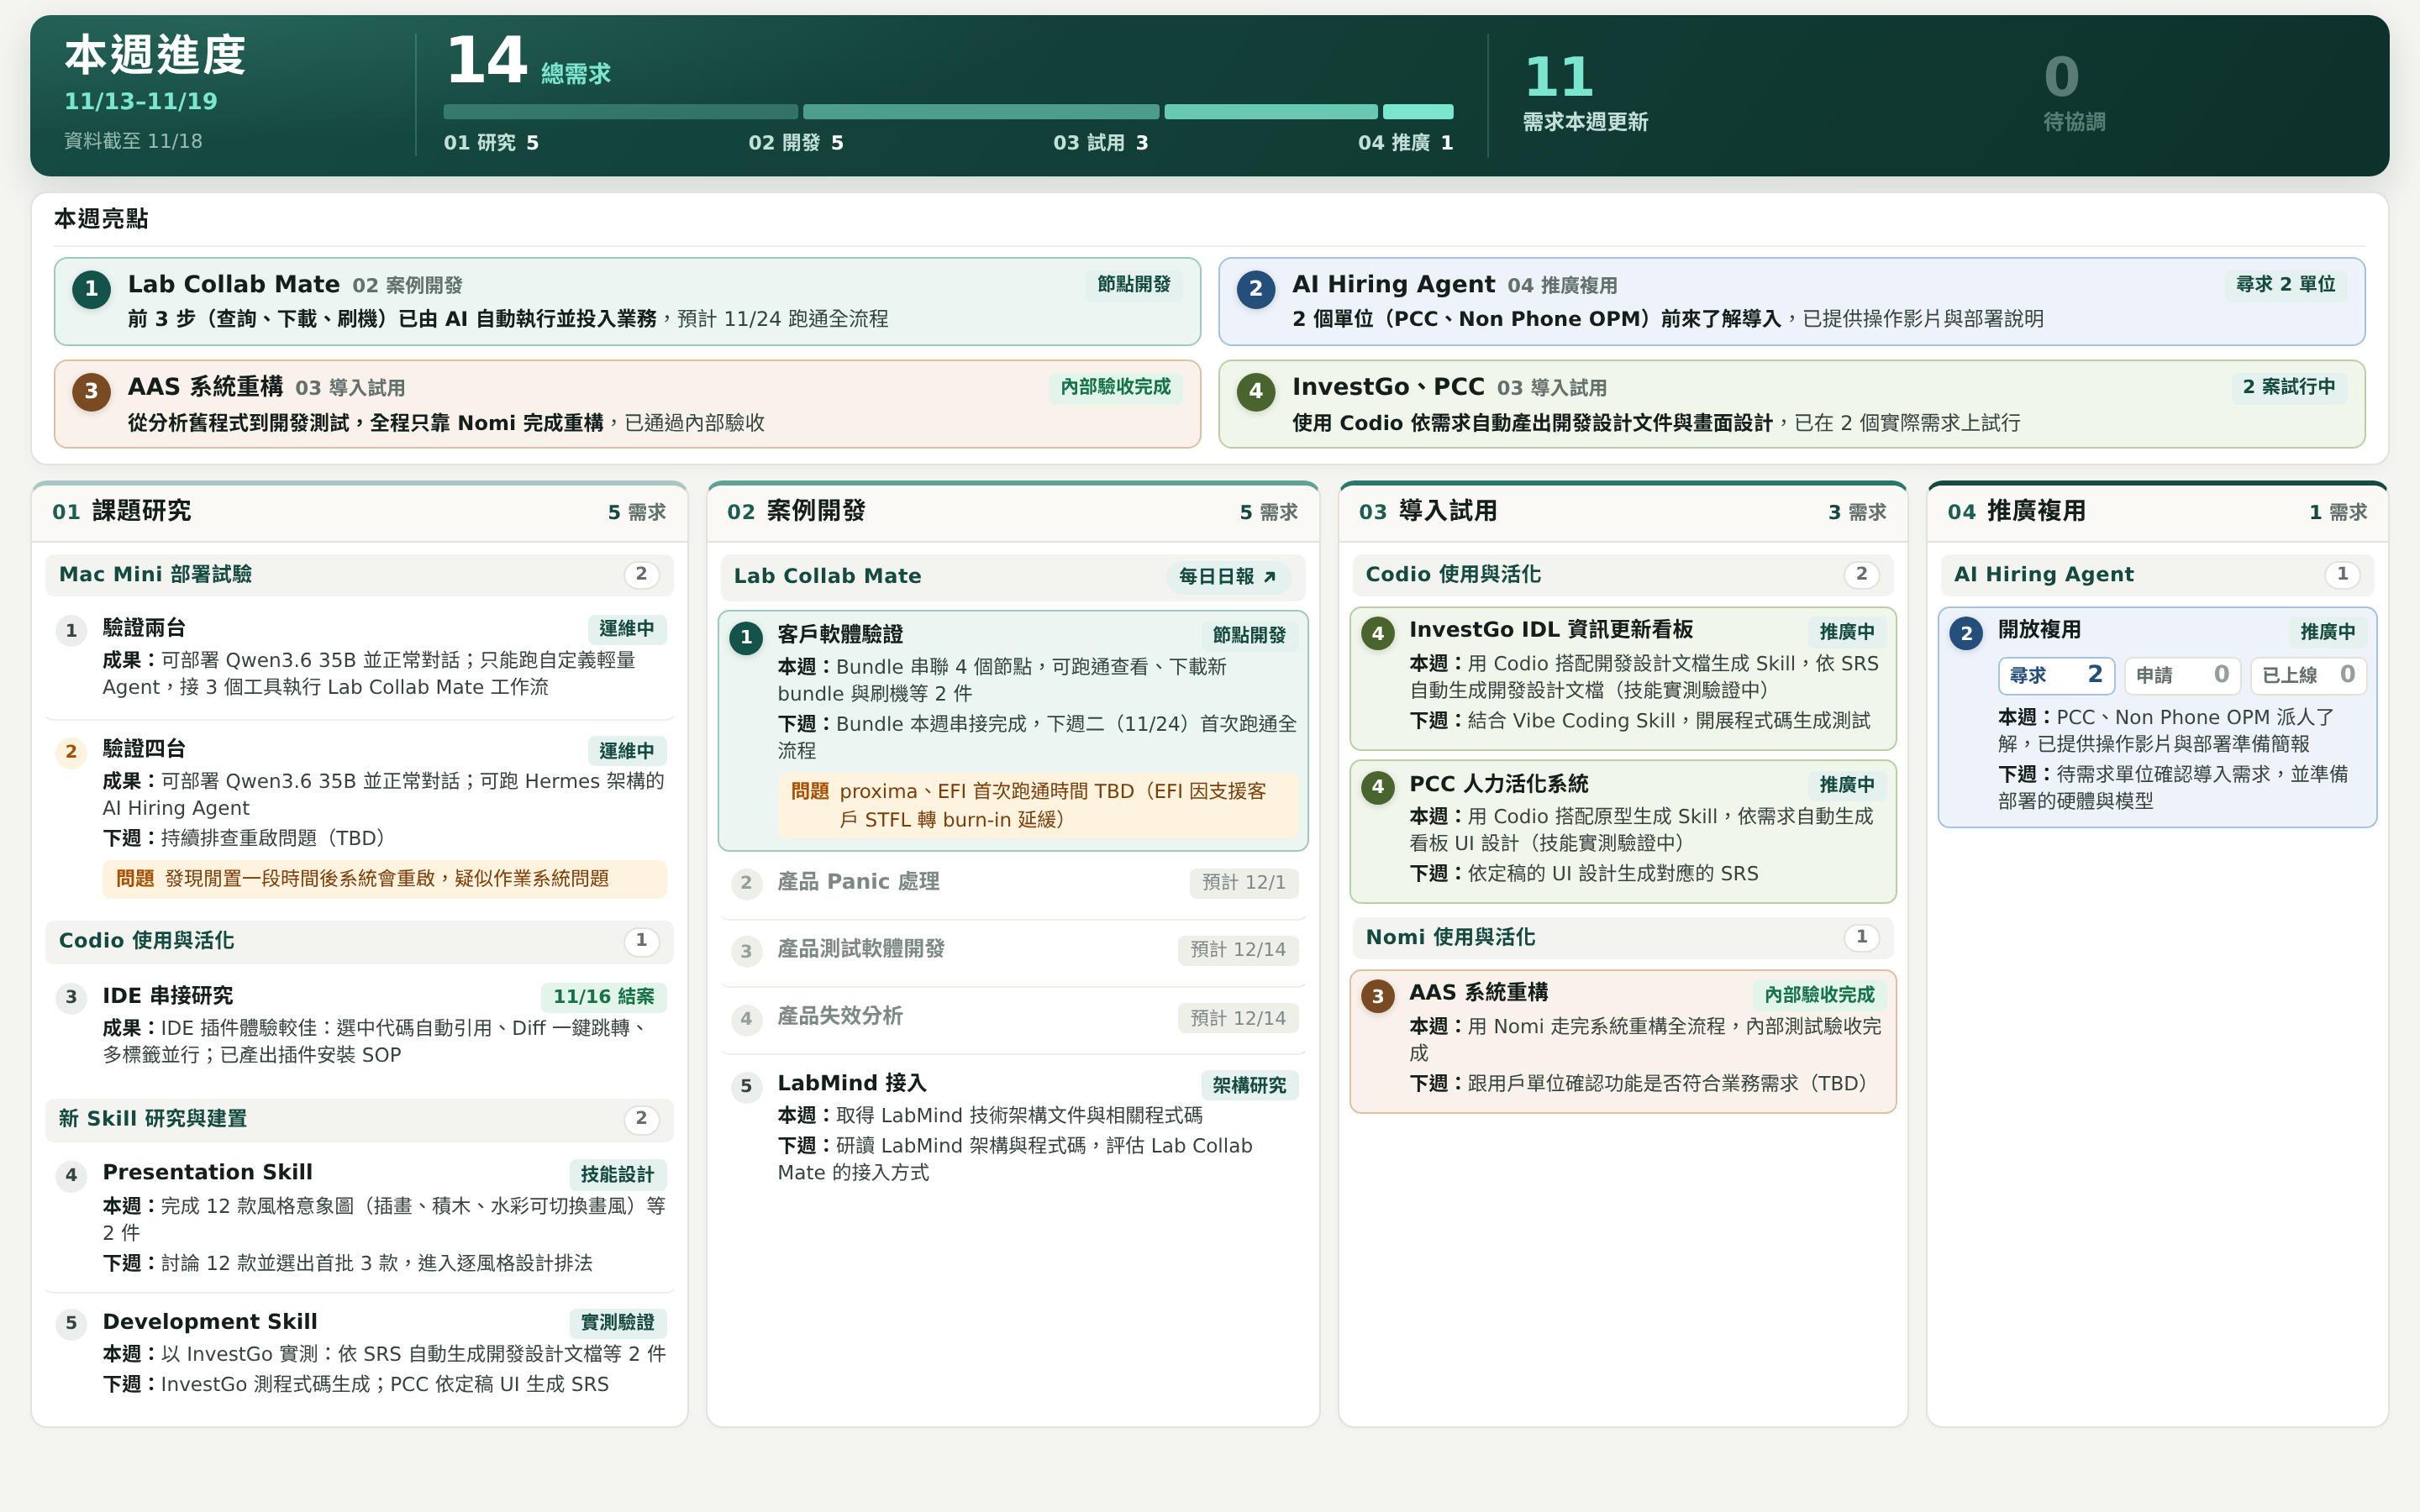 本週進度
11/13–11/19
資料截至 11/18
14 總需求
01 研究 5
02 開發 5
03 試用 3
04 推廣 1
11
需求本週更新
0
待協調
本週亮點
1 Lab Collab Mate 02 案例開發 節點開發
前 3 步（查詢、下載、刷機）已由 AI 自動執行並投入業務，預計 11/24 跑通全流程
2 AI Hiring Agent 04 推廣複用 尋求 2 單位
2 個單位（PCC、Non Phone OPM）前來了解導入，已提供操作影片與部署說明
3 AAS 系統重構 03 導入試用 內部驗收完成
從分析舊程式到開發測試，全程只靠 Nomi 完成重構，已通過內部驗收
4 InvestGo、PCC 03 導入試用 2 案試行中
使用 Codio 依需求自動產出開發設計文件與畫面設計，已在 2 個實際需求上試行
01 課題研究 5 需求
Mac Mini 部署試驗 2
1 驗證兩台 運維中
成果：可部署 Qwen3.6 35B 並正常對話；只能跑自定義輕量
Agent，接 3 個工具執行 Lab Collab Mate 工作流
2 驗證四台 運維中
成果：可部署 Qwen3.6 35B 並正常對話；可跑 Hermes 架構的
AI Hiring Agent
下週：持續排查重啟問題（TBD）
問題 發現閒置一段時間後系統會重啟，疑似作業系統問題
Codio 使用與活化 1
3 IDE 串接研究 11/16 結案
成果：IDE 插件體驗較佳：選中代碼自動引用、Diff 一鍵跳轉、
多標籤並行；已產出插件安裝 SOP
新 Skill 研究與建置 2
4 Presentation Skill 技能設計
本週：完成 12 款風格意象圖（插畫、積木、水彩可切換畫風）等
2 件
下週：討論 12 款並選出首批 3 款，進入逐風格設計排法
5 Development Skill 實測驗證
本週：以 InvestGo 實測：依 SRS 自動生成開發設計文檔等 2 件
下週：InvestGo 測程式碼生成；PCC 依定稿 UI 生成 SRS
02 案例開發 5 需求
Lab Collab Mate 每日日報 ↗
1 客戶軟體驗證 節點開發
本週：Bundle 串聯 4 個節點，可跑通查看、下載新
bundle 與刷機等 2 件
下週：Bundle 本週串接完成，下週二（11/24）首次跑通全
流程
問題 proxima、EFI 首次跑通時間 TBD（EFI 因支援客
戶 STFL 轉 burn-in 延緩）
2 產品 Panic 處理 預計 12/1
3 產品測試軟體開發 預計 12/14
4 產品失效分析 預計 12/14
5 LabMind 接入 架構研究
本週：取得 LabMind 技術架構文件與相關程式碼
下週：研讀 LabMind 架構與程式碼，評估 Lab Collab
Mate 的接入方式
03 導入試用 3 需求
Codio 使用與活化 2
4 InvestGo IDL 資訊更新看板 推廣中
本週：用 Codio 搭配開發設計文檔生成 Skill，依 SRS
自動生成開發設計文檔（技能實測驗證中）
下週：結合 Vibe Coding Skill，開展程式碼生成測試
4 PCC 人力活化系統 推廣中
本週：用 Codio 搭配原型生成 Skill，依需求自動生成
看板 UI 設計（技能實測驗證中）
下週：依定稿的 UI 設計生成對應的 SRS
Nomi 使用與活化 1
3 AAS 系統重構 內部驗收完成
本週：用 Nomi 走完系統重構全流程，內部測試驗收完
成
下週：跟用戶單位確認功能是否符合業務需求（TBD）
04 推廣複用 1 需求
AI Hiring Agent 1
2 開放複用 推廣中
尋求 2 申請 0 已上線 0
本週：PCC、Non Phone OPM 派人了
解，已提供操作影片與部署準備簡報
下週：待需求單位確認導入需求，並準備
部署的硬體與模型